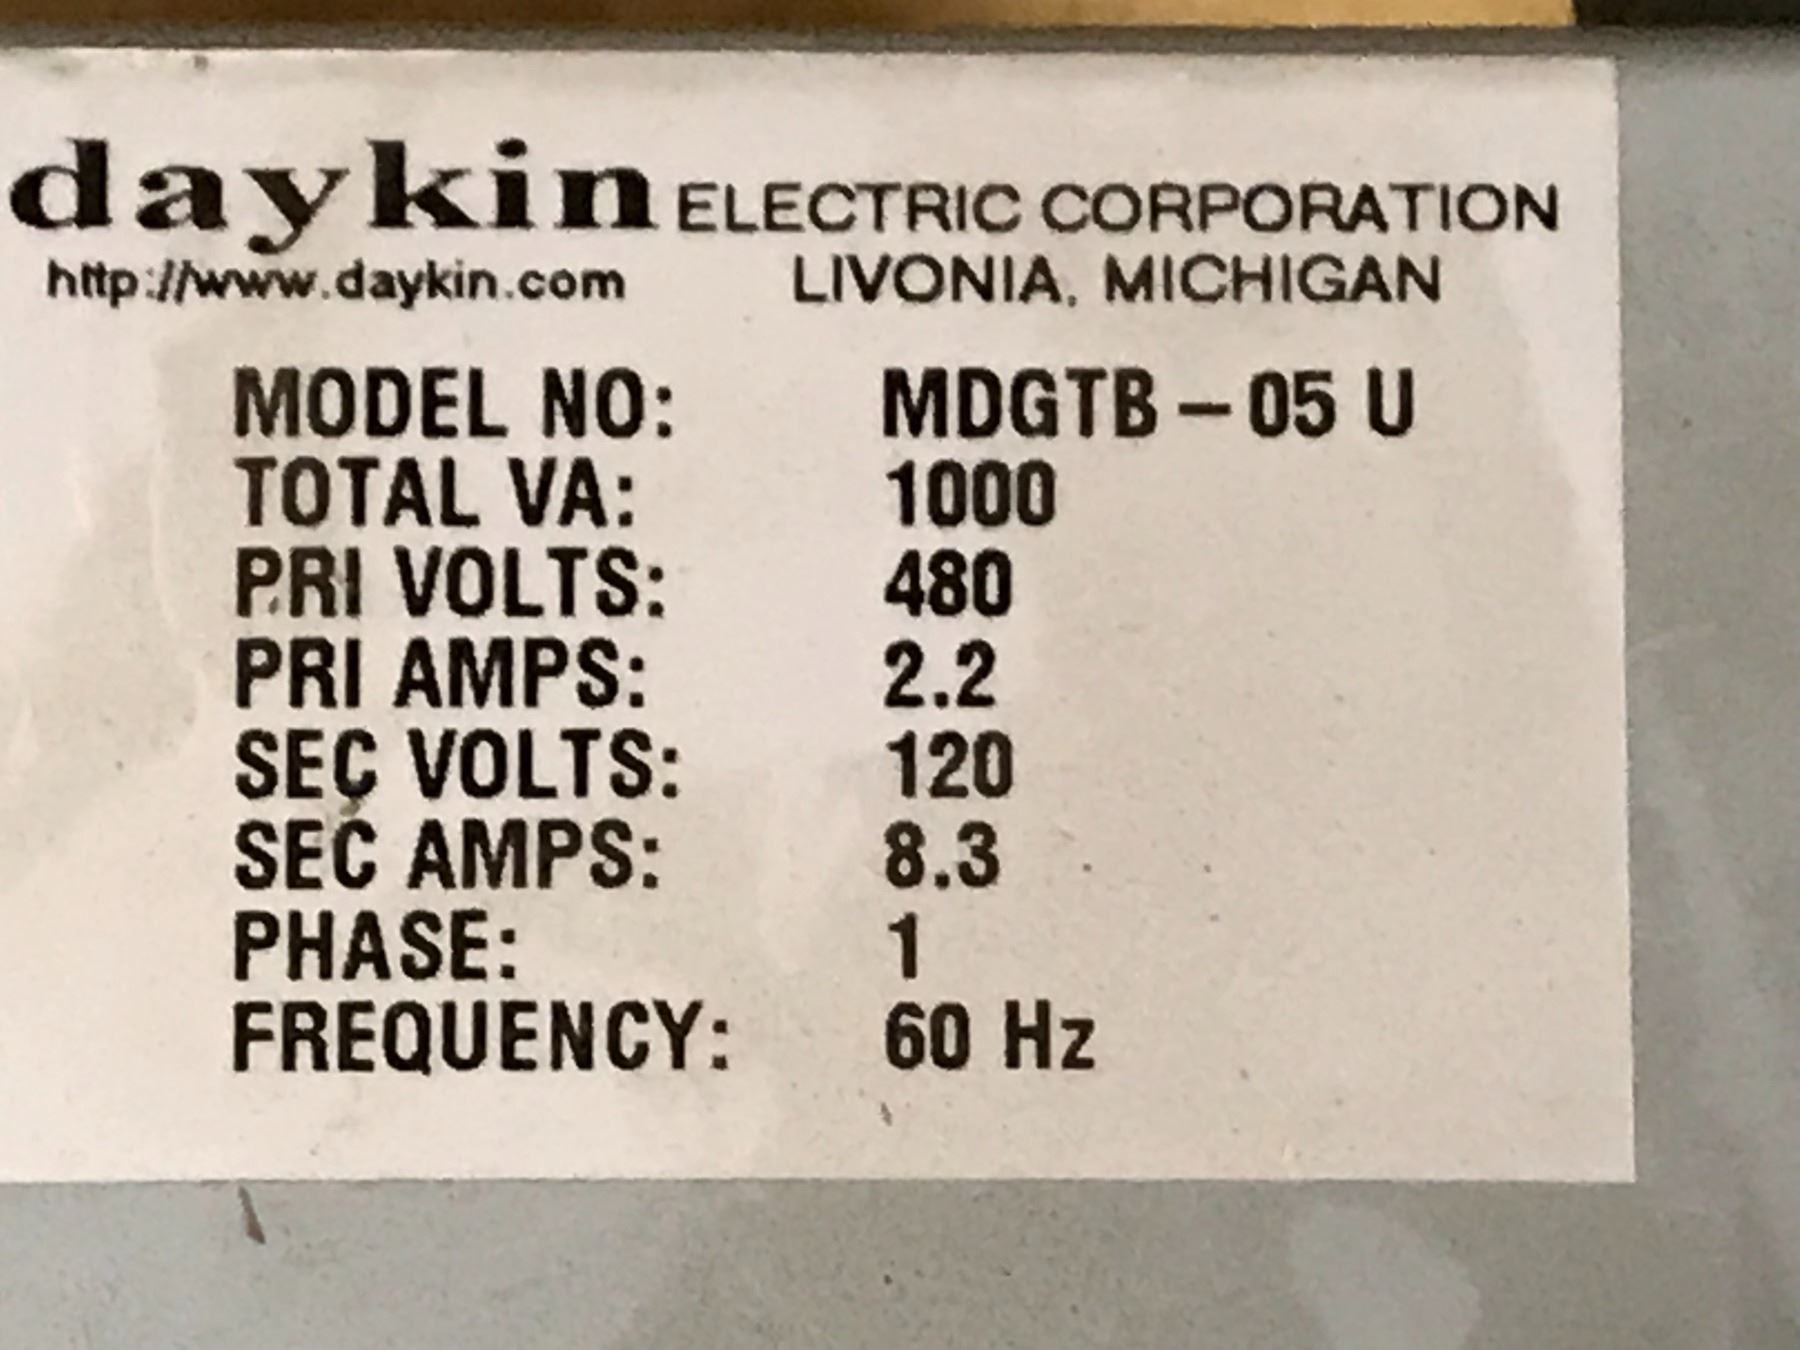 daykin ELECTRIC CORPORATION
http://www.daykin.com LIVONIA, MICHIGAN
MODEL NO: MDGTB – 05 U
TOTAL VA: 1000
PRI VOLTS: 480
PRI AMPS: 2.2
SEC VOLTS: 120
SEC AMPS: 8.3
PHASE: 1
FREQUENCY: 60 Hz